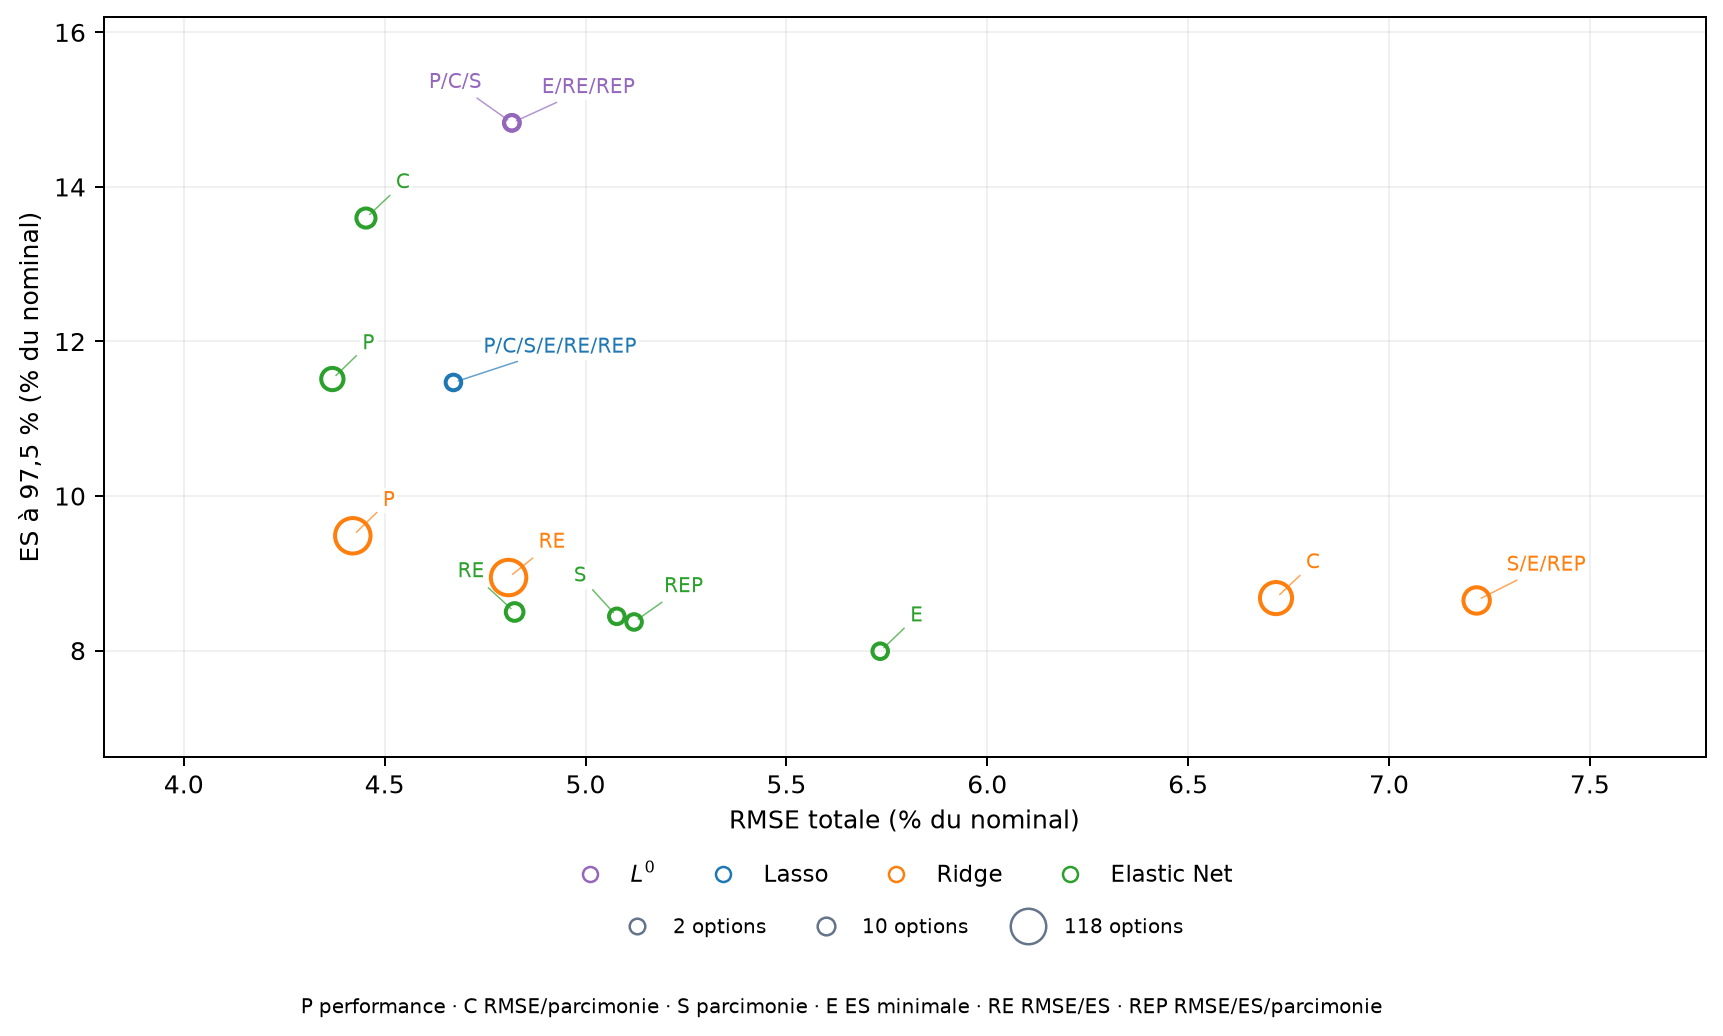 16
P/C/S
E/RE/REP
14
C
12
P
P/C/S/E/RE/REP
10
P
RE
RE
S
REP
C
S/E/REP
E
8
ES à 97,5 % (% du nominal)
4.0 4.5 5.0 5.5 6.0 6.5 7.0 7.5
RMSE totale (% du nominal)
L⁰ Lasso Ridge Elastic Net
2 options 10 options 118 options
P performance · C RMSE/parcimonie · S parcimonie · E ES minimale · RE RMSE/ES · REP RMSE/ES/parcimonie